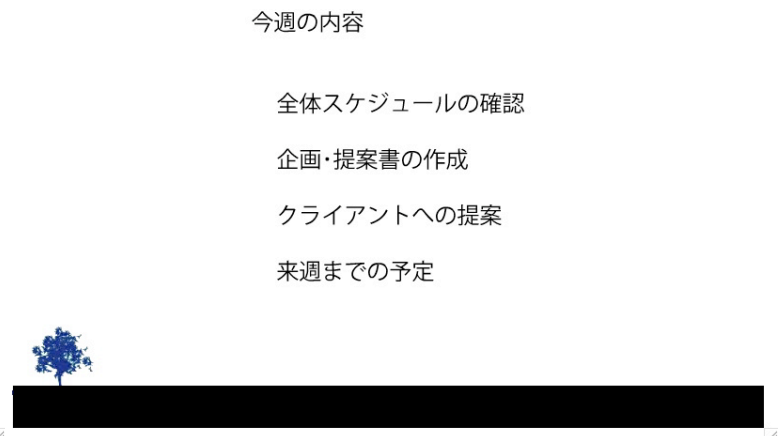 今週の内容
全体スケジュールの確認
企画・提案書の作成
クライアントへの提案
来週までの予定